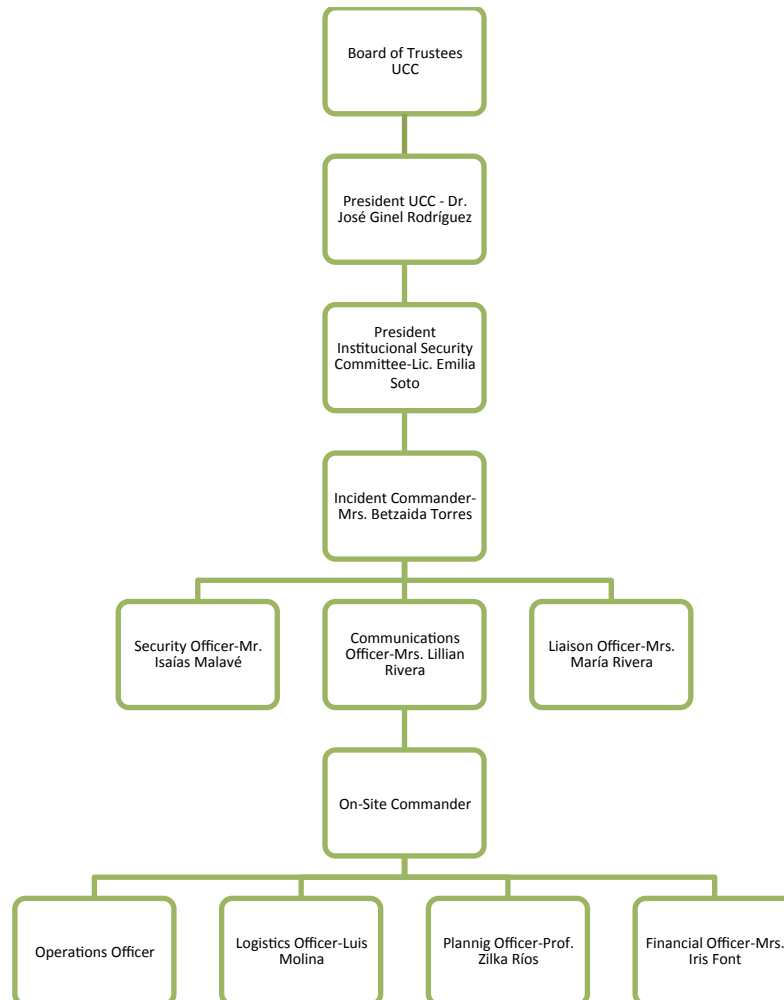 Board of Trustees
UCC
President UCC - Dr.
José Ginel Rodríguez
President
Institucional Security
Committee-Lic. Emilia
Soto
Incident Commander-
Mrs. Betzaida Torres
Security Officer-Mr.
Isaías Malavé
Communications
Officer-Mrs. Lillian
Rivera
Liaison Officer-Mrs.
María Rivera
On-Site Commander
Operations Officer
Logistics Officer-Luis
Molina
Plannig Officer-Prof.
Zilka Ríos
Financial Officer-Mrs.
Iris Font